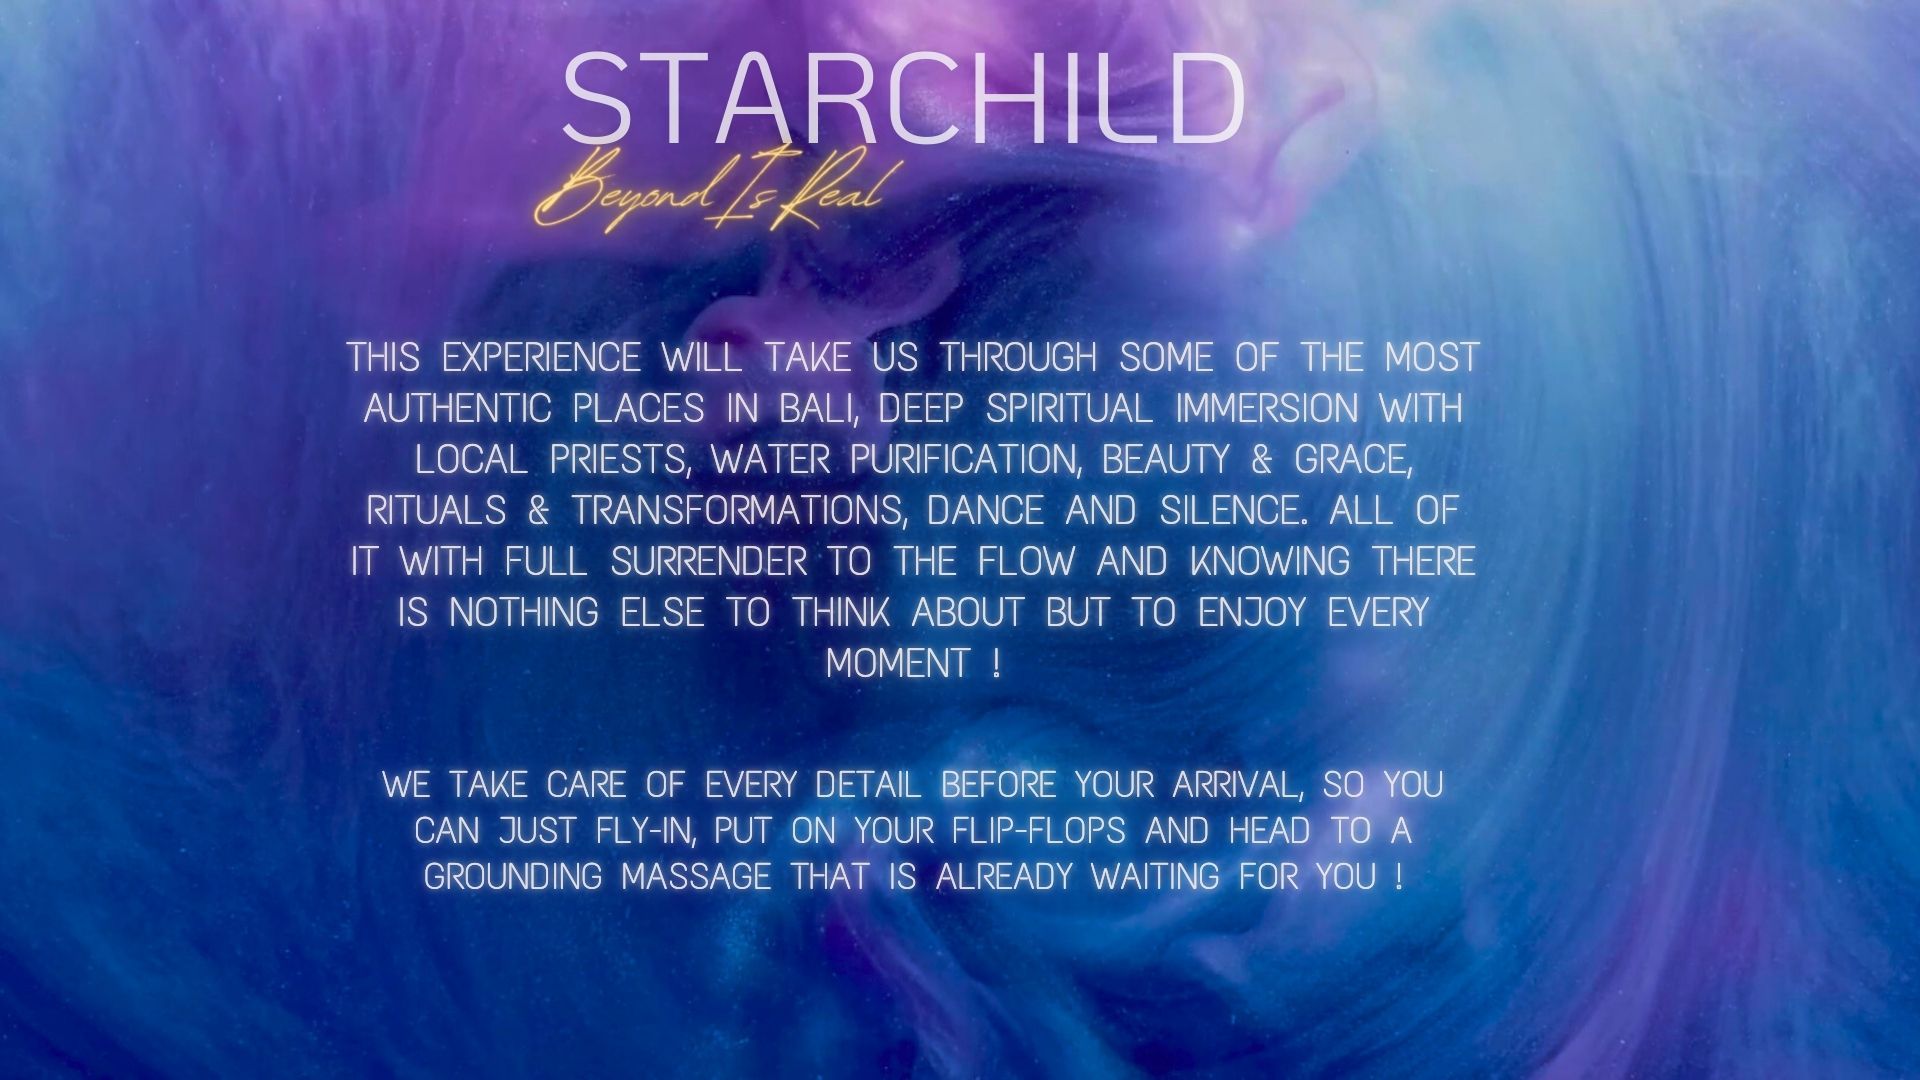 STARCHILD
Beyond Is Real
THIS EXPERIENCE WILL TAKE US THROUGH SOME OF THE MOST
AUTHENTIC PLACES IN BALI, DEEP SPIRITUAL IMMERSION WITH
LOCAL PRIESTS, WATER PURIFICATION, BEAUTY & GRACE,
RITUALS & TRANSFORMATIONS, DANCE AND SILENCE. ALL OF
IT WITH FULL SURRENDER TO THE FLOW AND KNOWING THERE
IS NOTHING ELSE TO THINK ABOUT BUT TO ENJOY EVERY
MOMENT !
WE TAKE CARE OF EVERY DETAIL BEFORE YOUR ARRIVAL, SO YOU
CAN JUST FLY-IN, PUT ON YOUR FLIP-FLOPS AND HEAD TO A
GROUNDING MASSAGE THAT IS ALREADY WAITING FOR YOU !